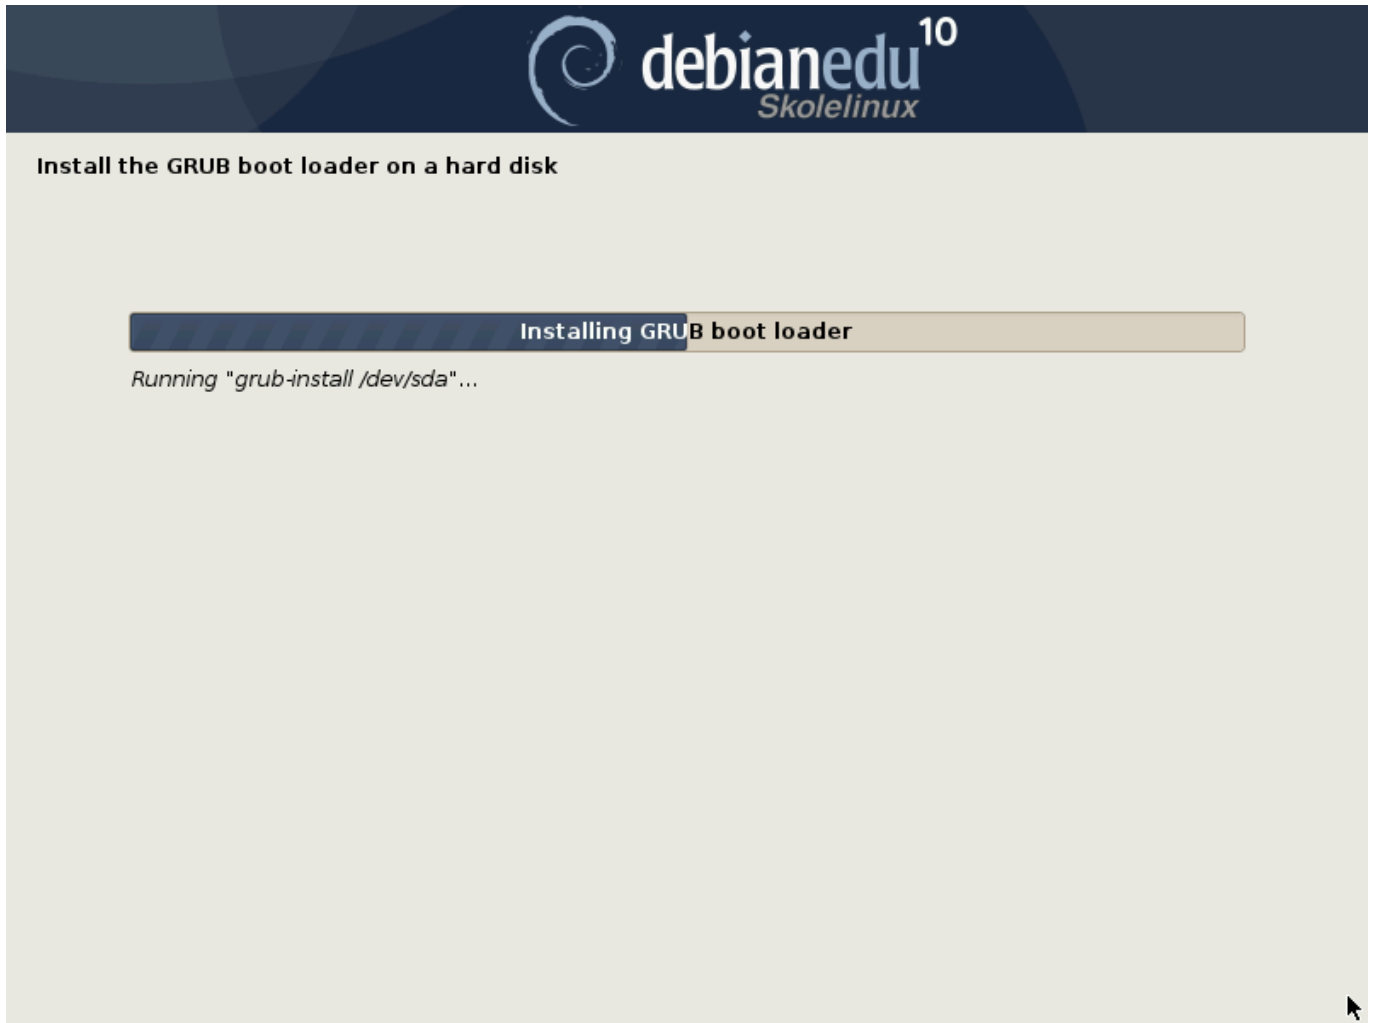 debianedu 10
Skolelinux
Install the GRUB boot loader on a hard disk
Installing GRUB boot loader
Running "grub-install /dev/sda"...